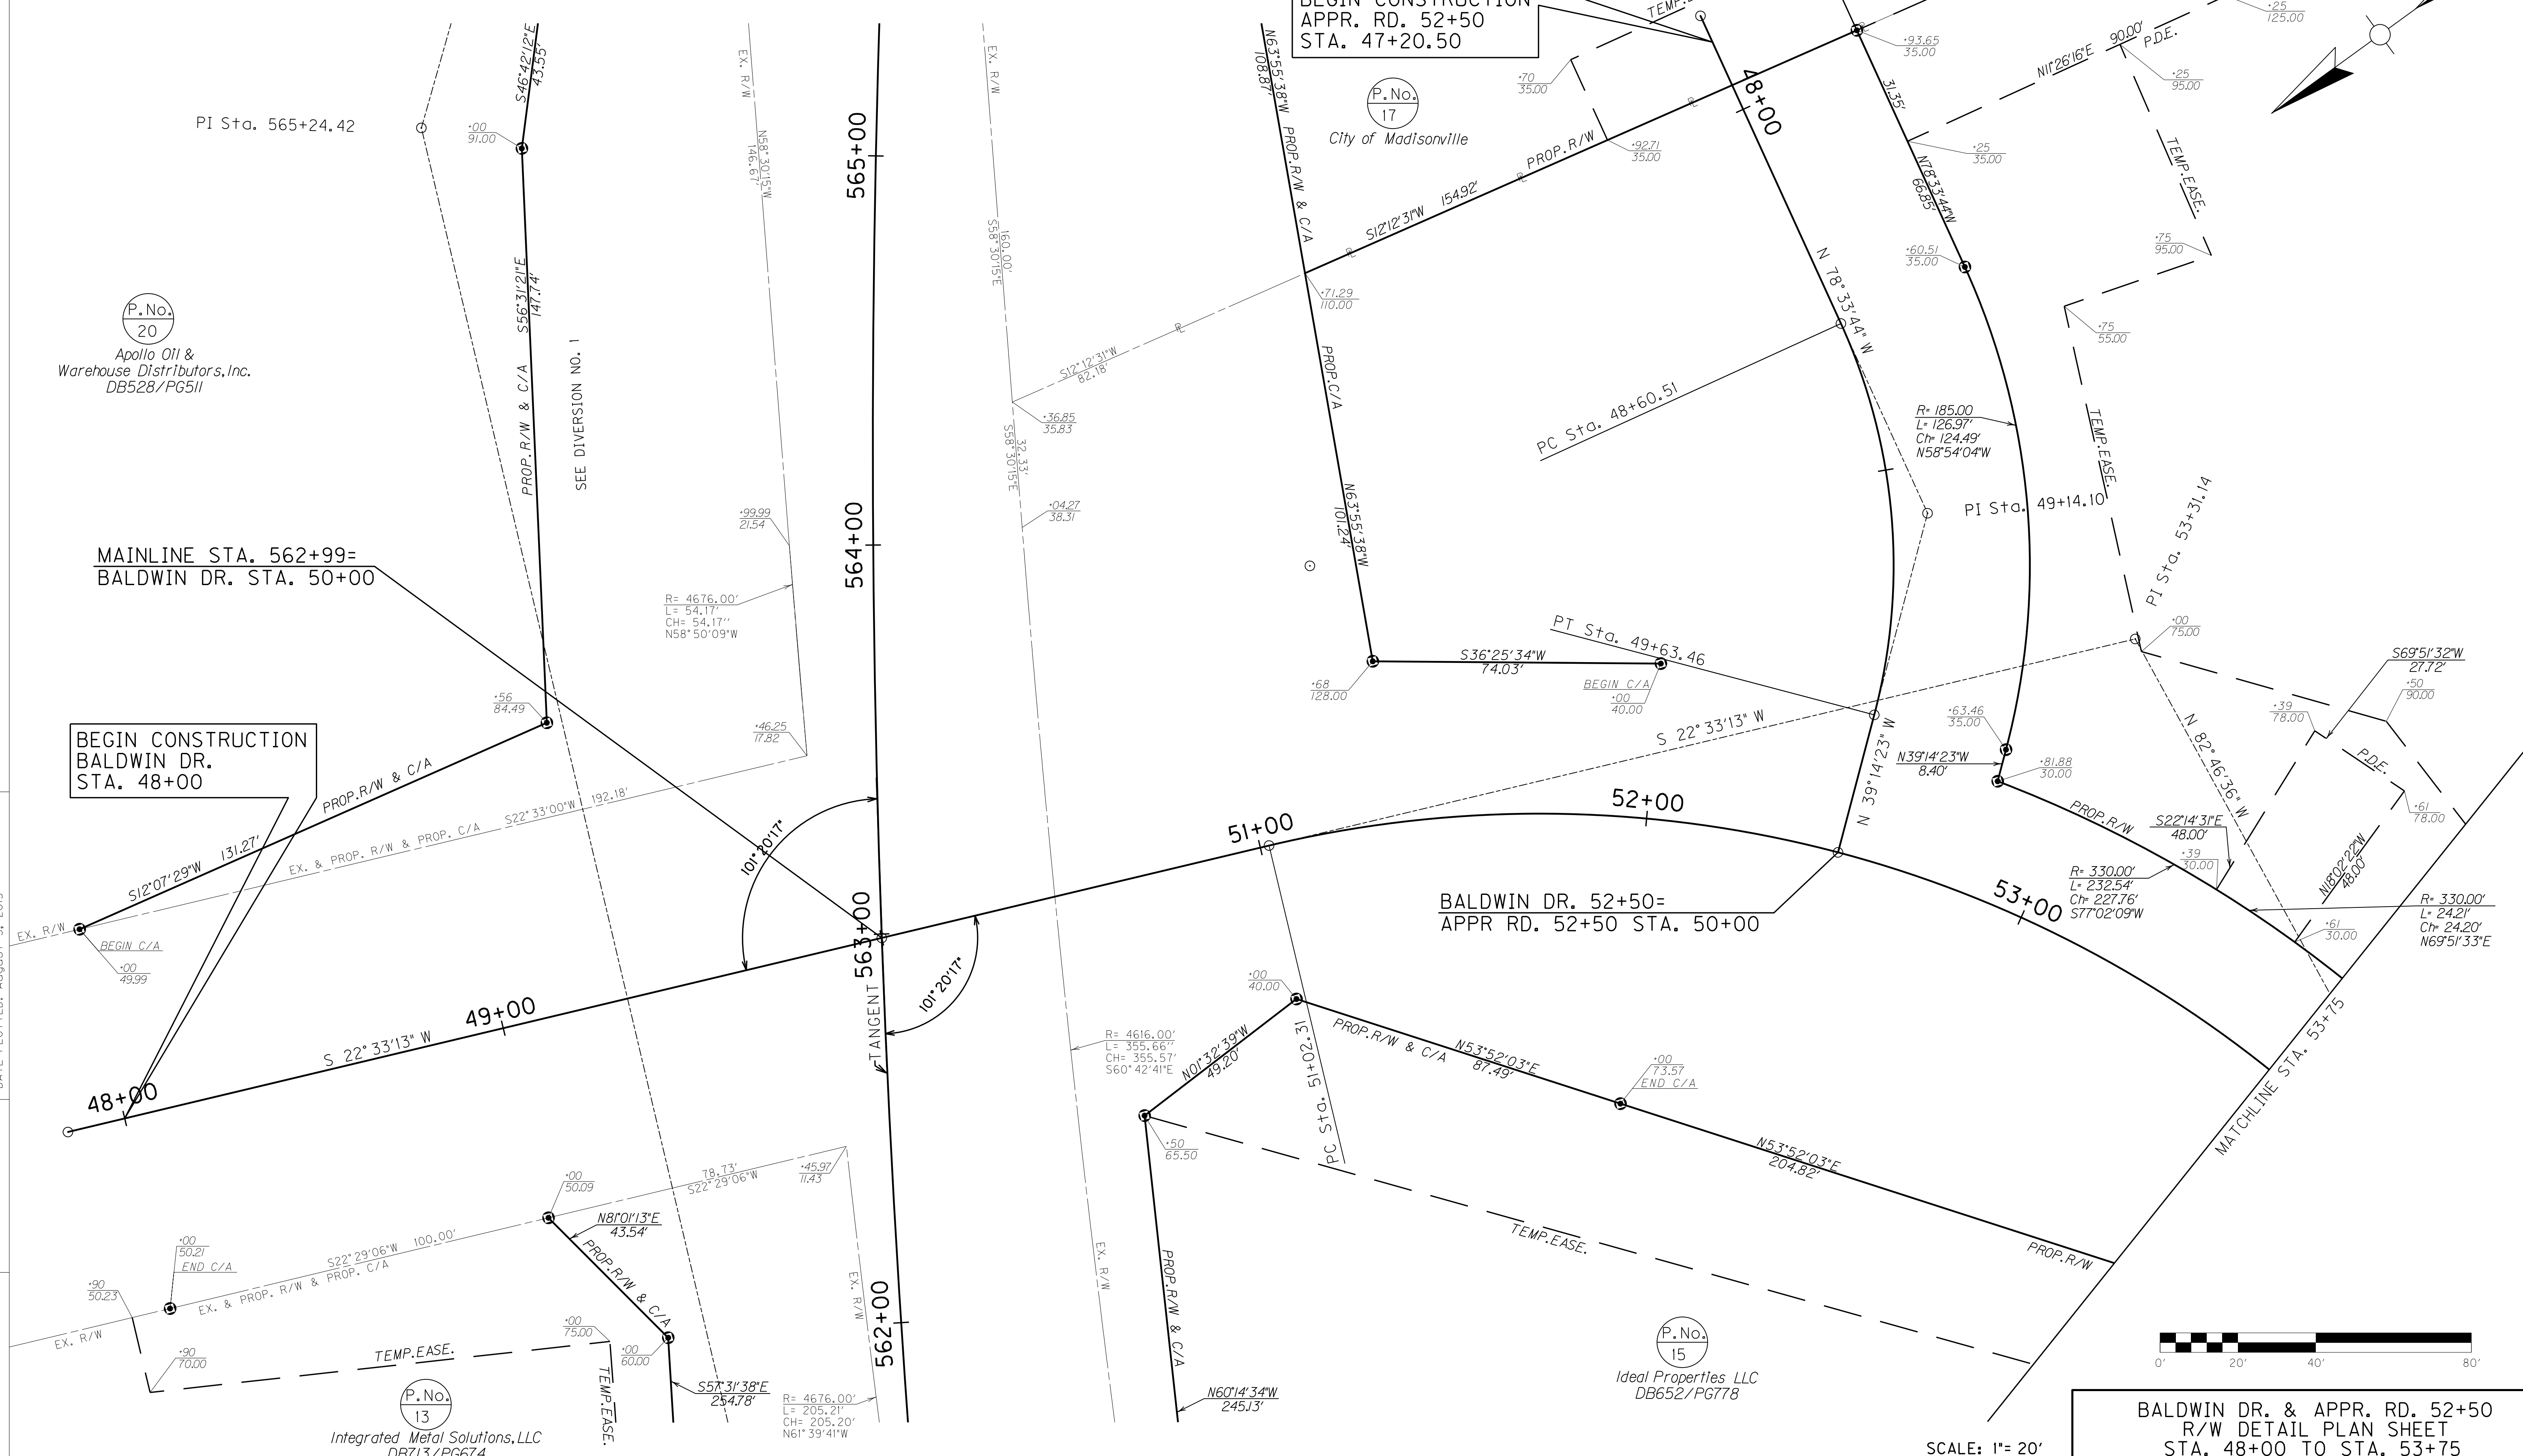 BEGIN CONSTRUCTION
APPR. RD. 52+50
STA. 47+20.50
S46°42'12"E
43.55'
PI Sta. 565+24.42
+00
91.00
EX. R/W
N58°30'15"W
146.67'
565+00
EX. R/W
N63°55'38"W PROP.R/W & C/A
108.87'
+70
35.00
P.No.
17
City of Madisonville
48+00
+93.65
35.00
31.35'
N11°26'16"E
90.00'
P.D.E.
+25
125.00
+25
95.00
+25
35.00
+92.71
35.00
PROP.R/W
S12°12'31"W 154.92'
N78°33'44"W
66.85'
TEMP.EASE.
+75
95.00
+60.51
35.00
160.00'
S58°30'15"E
+71.29
110.00
N 78°33'44" W
+75
55.00
P.No.
20
Apollo Oil &
Warehouse Distributors,Inc.
DB528/PG511
PROP.R/W & C/A S56°31'21"E
147.74'
SEE DIVERSION NO. 1
S12°12'31"W
82.18'
PROP.C/A
+36.85
35.83
32.33'
S58°30'15"E
PC Sta. 48+60.51
R= 185.00
L= 126.97'
Ch= 124.49'
N58°54'04"W
TEMP.EASE.
+99.99
21.54
564+00
+04.27
38.31
N63°55'38"W
101.24'
PI Sta. 49+14.10
PI Sta. 53+31.14
MAINLINE STA. 562+99=
BALDWIN DR. STA. 50+00
R= 4676.00'
L= 54.17'
CH= 54.17''
N58°50'09"W
PT Sta. 49+63.46
+00
75.00
S36°25'34"W
74.03'
S69°51'32"W
27.72'
+68
128.00
BEGIN C/A
+00
40.00
+50
90.00
+56
84.49
+39
78.00
+63.46
35.00
N 82°46'36" W
+46.25
17.82
S 22°33'13" W
N 39°14'23" W
N39°14'23"W
8.40'
+81.88
30.00
P.D.E.
BEGIN CONSTRUCTION
BALDWIN DR.
STA. 48+00
PROP.R/W & C/A
S12°07'29"W 131.27'
EX. & PROP. R/W & PROP. C/A S22°33'00"W 192.18'
101°20'17"
51+00
52+00
PROP.R/W
S22°14'31"E
48.00'
+61
78.00
+39
30.00
N18°02'22"W
48.00'
R= 330.00'
L= 232.54'
Ch= 227.76'
S77°02'09"W
53+00
R= 330.00'
L= 24.21'
Ch= 24.20'
N69°51'33"E
+61
30.00
BALDWIN DR. 52+50=
APPR RD. 52+50 STA. 50+00
563+00
EX. R/W
BEGIN C/A
+00
49.99
101°20'17"
TANGENT
+00
40.00
49+00
S 22°33'13" W
48+00
R= 4616.00'
L= 355.66''
CH= 355.57'
S60°42'41"E
N01°32'39"W
49.20'
PC Sta. 51+02.31
PROP.R/W & C/A
N53°52'03"E
87.49'
+00
73.57
END C/A
MATCHLINE STA. 53+75
+50
65.50
N53°52'03"E
204.82'
78.73'
S22°29'06"W
+45.97
11.43
+00
50.09
N81°01'13"E
43.54'
PROP.R/W & C/A
+00
50.21
END C/A
S22°29'06"W 100.00'
EX. & PROP. R/W & PROP. C/A
+90
50.23
EX. R/W
EX. R/W
EX. R/W
TEMP.EASE.
PROP.R/W
PROP.R/W & C/A
562+00
+00
75.00
+00
60.00
+90
70.00
TEMP.EASE.
TEMP.EASE.
P.No.
13
Integrated Metal Solutions,LLC
DB713/PG674
S57°31'38"E
254.78'
R= 4676.00'
L= 205.21'
CH= 205.20'
N61°39'41"W
N60°14'34"W
245.13'
P.No.
15
Ideal Properties LLC
DB652/PG778
0' 20' 40' 80'
SCALE: 1"= 20'
BALDWIN DR. & APPR. RD. 52+50
R/W DETAIL PLAN SHEET
STA. 48+00 TO STA. 53+75